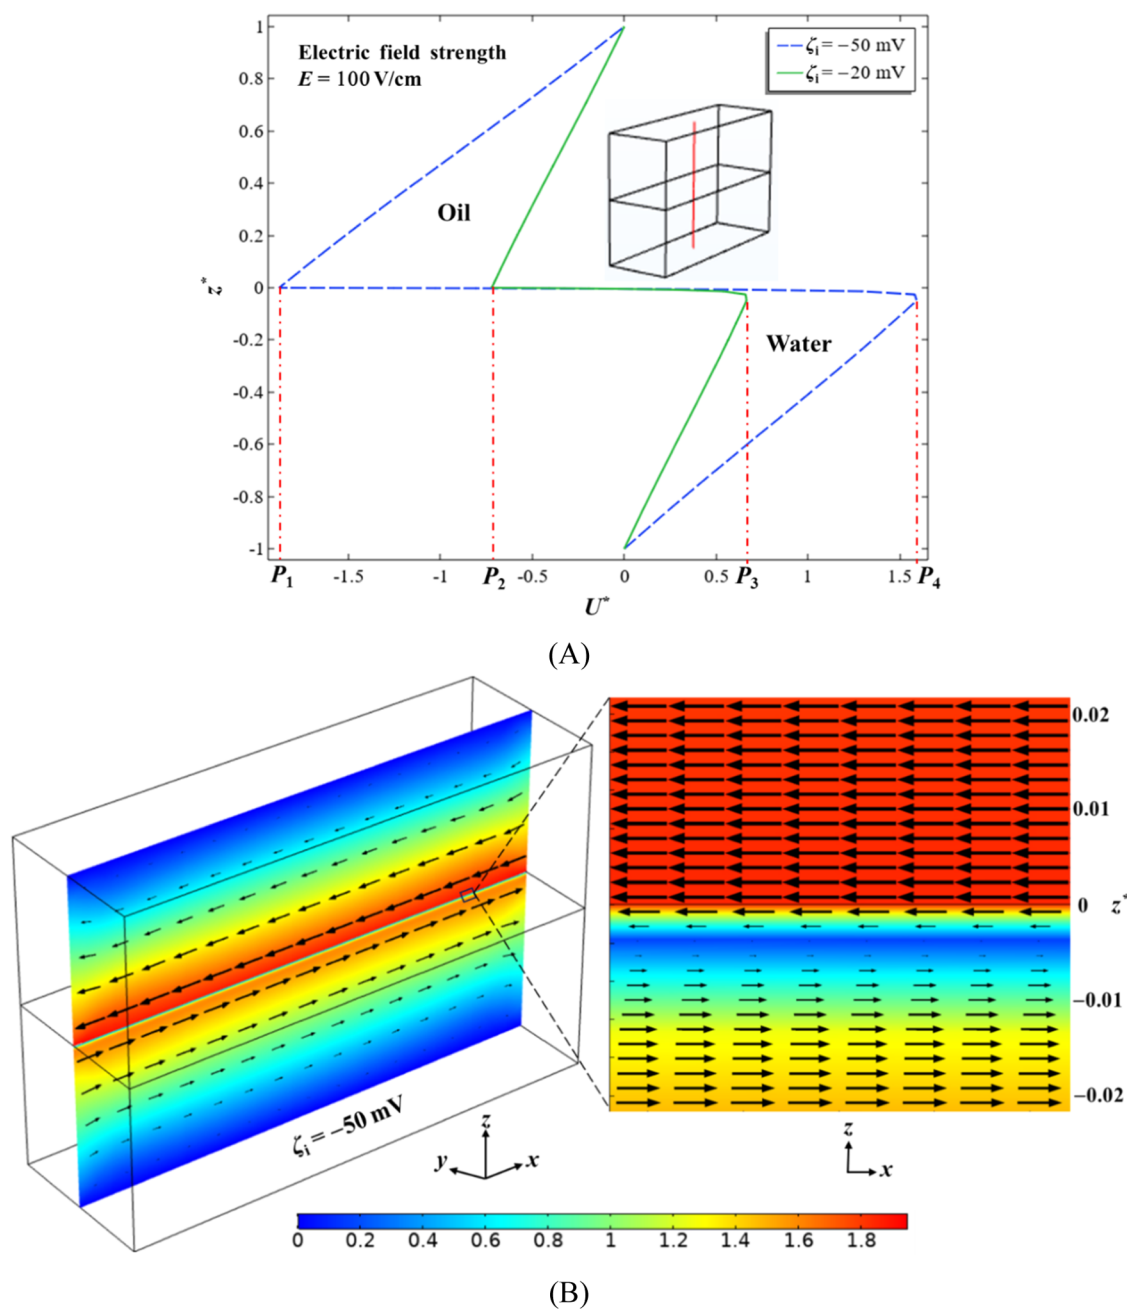 (A)
Electric field strength
E = 100 V/cm
ζi = −50 mV
ζi = −20 mV
1
0.8
0.6
0.4
0.2
0
-0.2
-0.4
-0.6
-0.8
-1
z*
Oil
Water
P1 -1.5 -1 P2 -0.5 0 0.5 P3 1 1.5 P4
U*
(A)
0.02
0.01
0 z*
−0.01
−0.02
ζi = −50 mV
z
y x
z
x
0 0.2 0.4 0.6 0.8 1 1.2 1.4 1.6 1.8
(B)